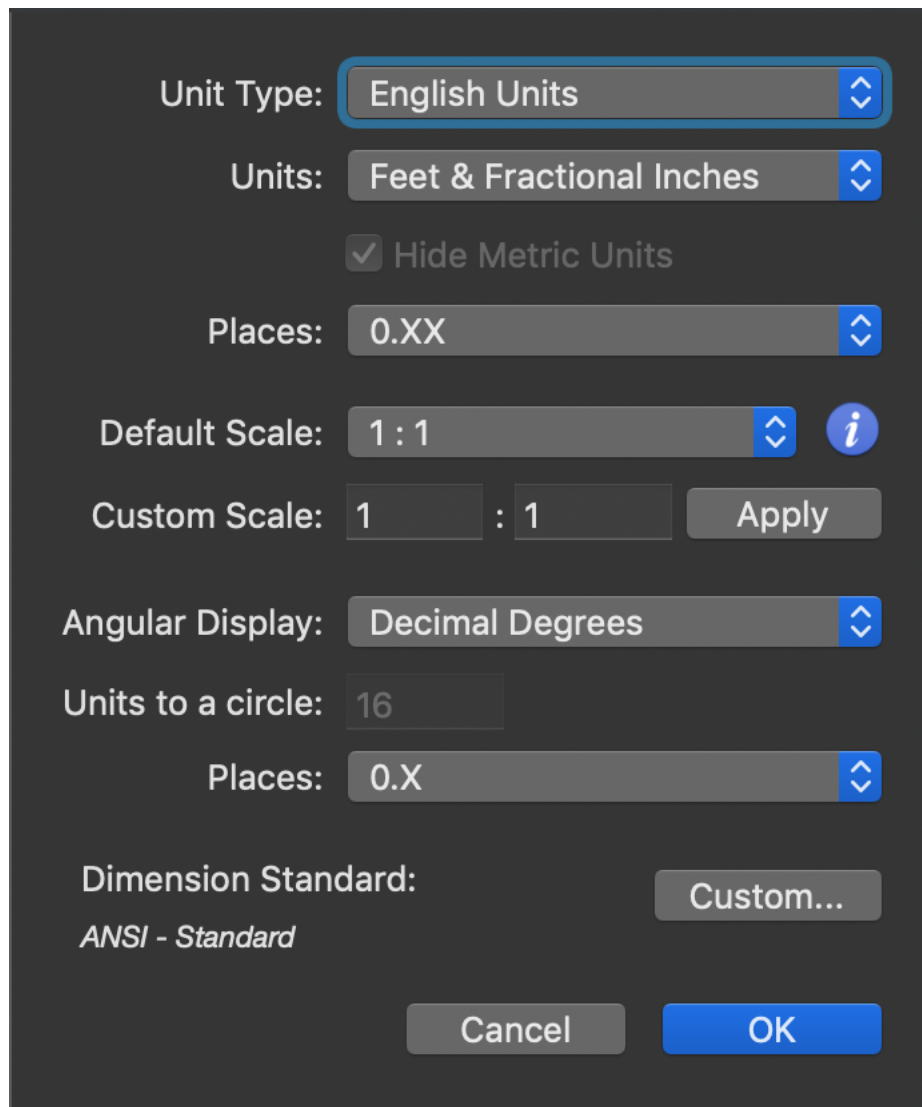 Unit Type: English Units
Units: Feet & Fractional Inches
Hide Metric Units
Places: 0.XX
Default Scale: 1 : 1
Custom Scale: 1 : 1 Apply
Angular Display: Decimal Degrees
Units to a circle: 16
Places: 0.X
Dimension Standard: Custom...
ANSI - Standard
Cancel OK